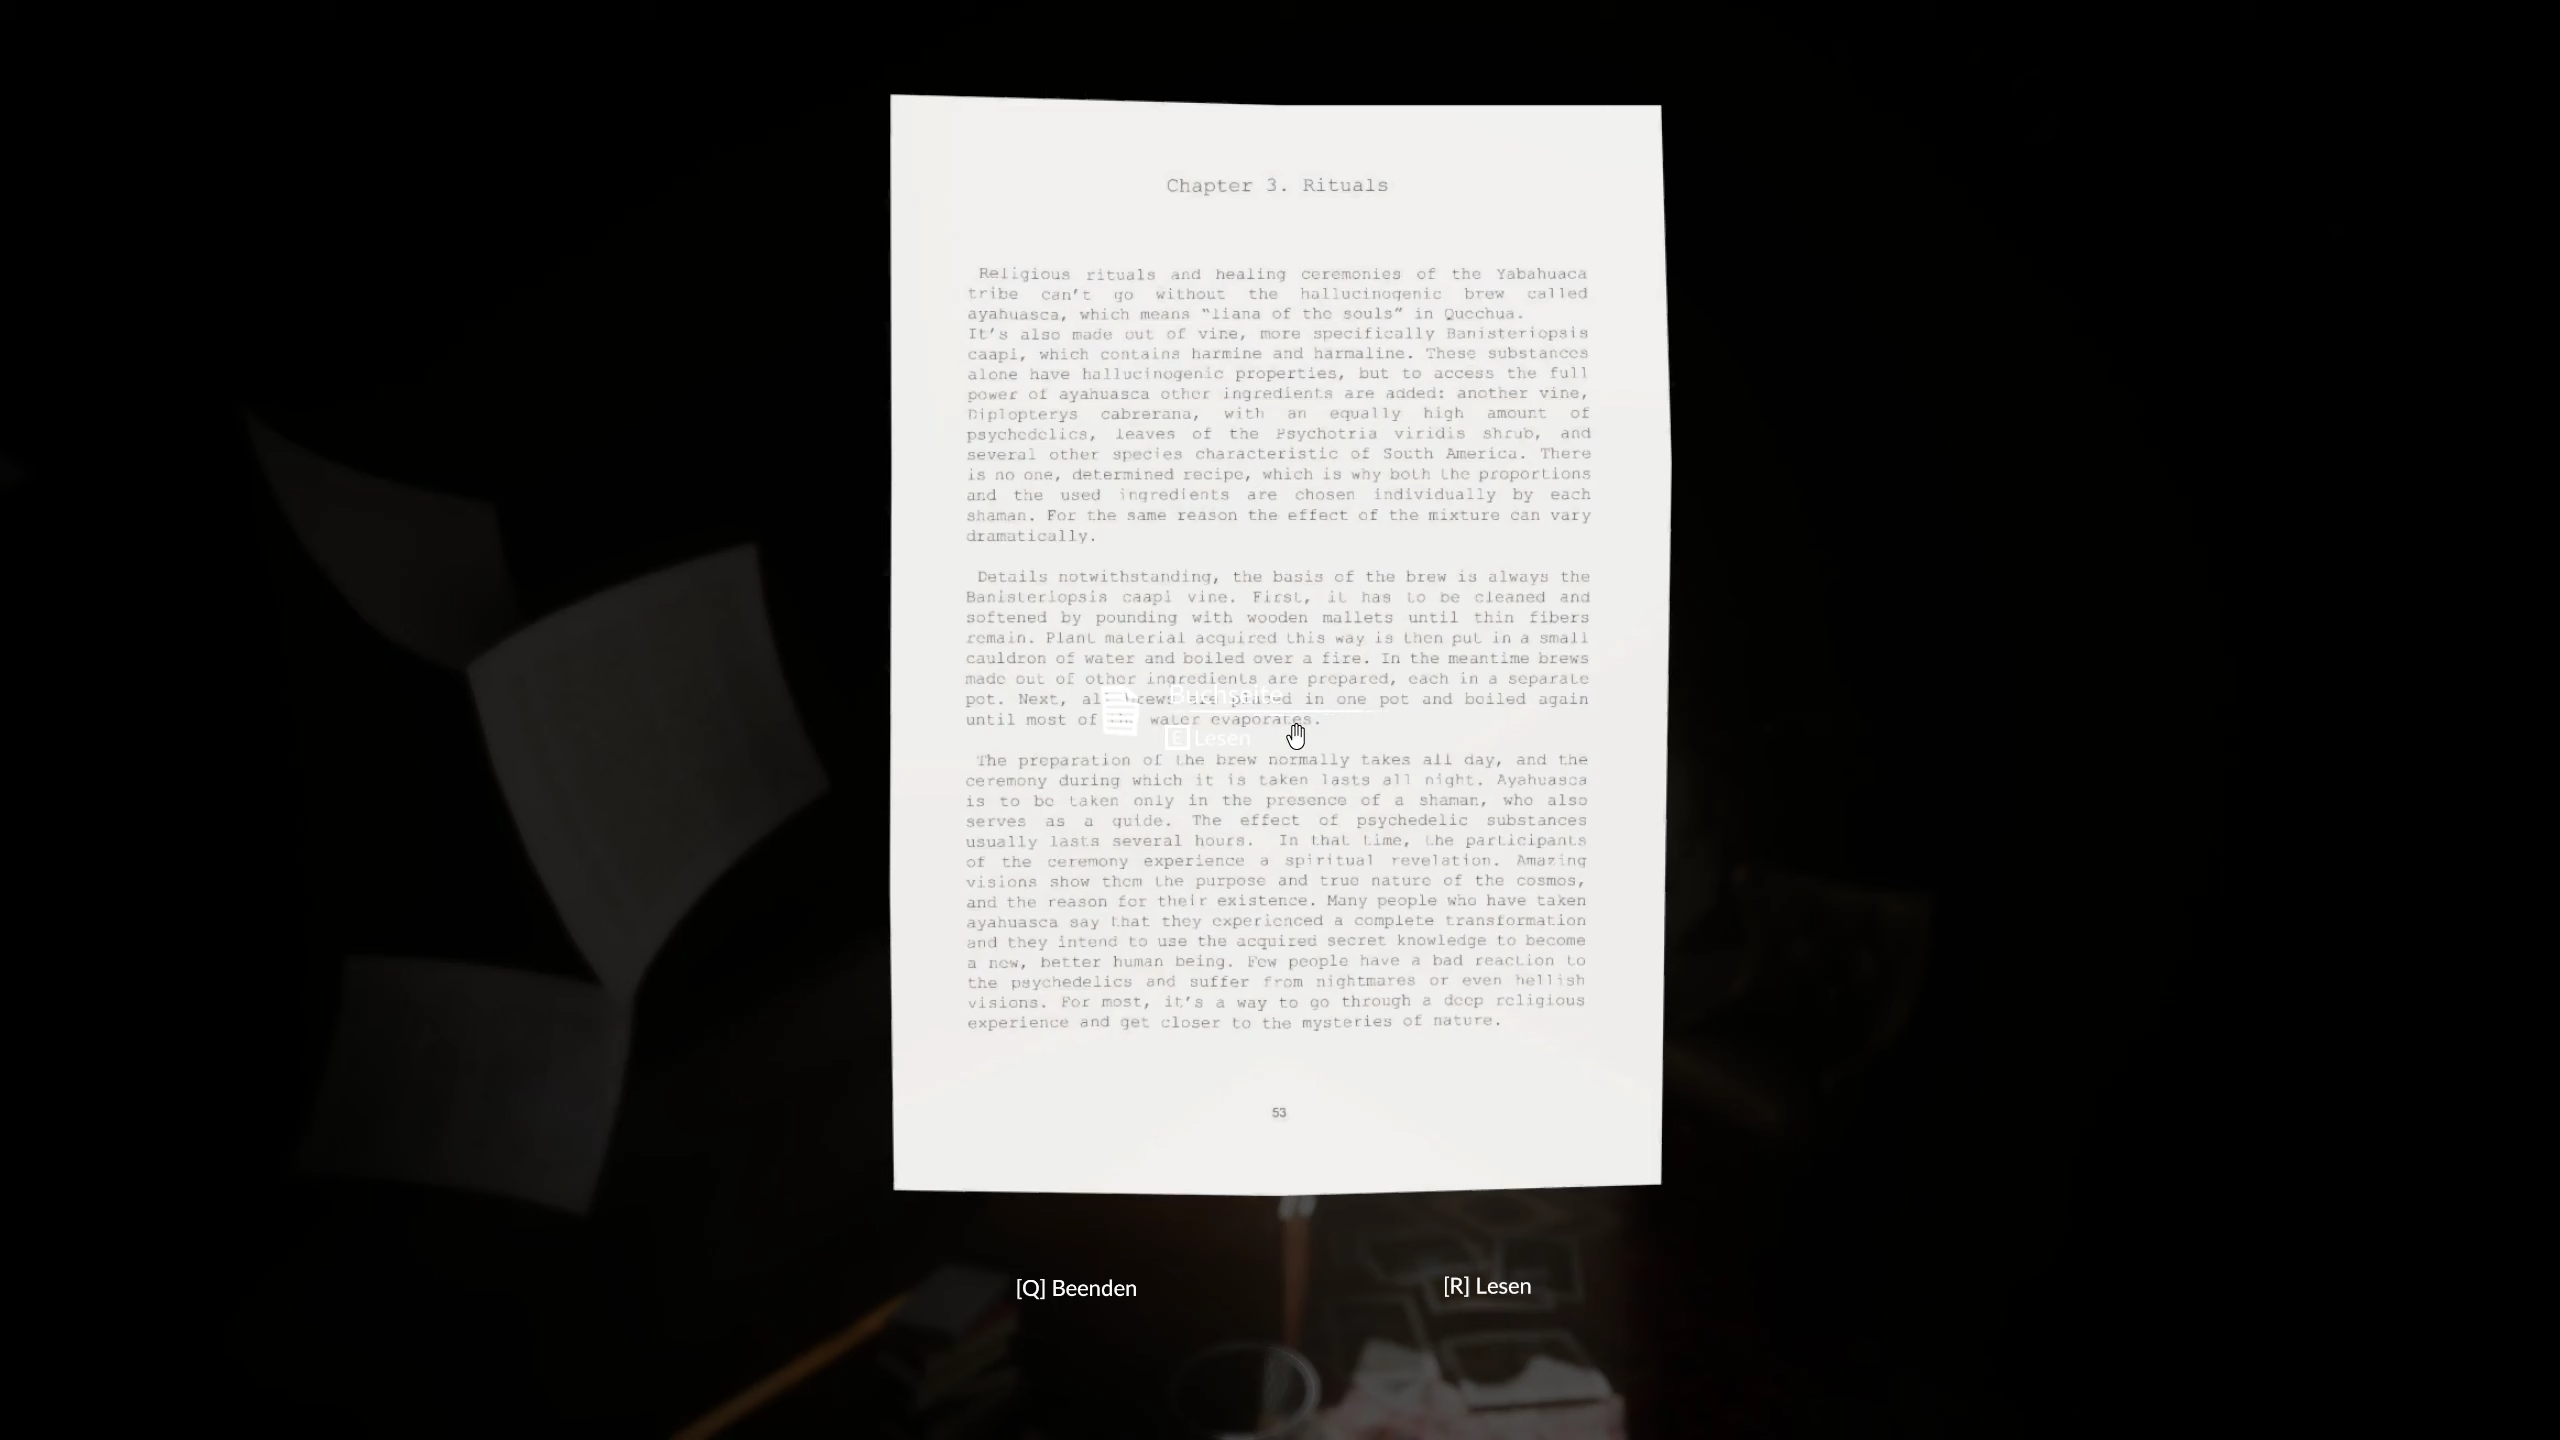 Chapter 3. Rituals
Religious rituals and healing ceremonies of the Yabahuaca
tribe can't go without the hallucinogenic brew called
ayahuasca, which means "liana of the souls" in Quechua.
It's also made out of vine, more specifically Banisteriopsis
caapi, which contains harmine and harmaline. These substances
alone have hallucinogenic properties, but to access the full
power of ayahuasca other ingredients are added: another vine,
Diplopterys cabrerana, with an equally high amount of
psychedelics, leaves of the Psychotria viridis shrub, and
several other species characteristic of South America. There
is no one, determined recipe, which is why both the proportions
and the used ingredients are chosen individually by each
shaman. For the same reason the effect of the mixture can vary
dramatically.
Details notwithstanding, the basis of the brew is always the
Banisteriopsis caapi vine. First, it has to be cleaned and
softened by pounding with wooden mallets until thin fibers
remain. Plant material acquired this way is then put in a small
cauldron of water and boiled over a fire. In the meantime brews
made out of other ingredients are prepared, each in a separate
pot. Next, all brews are in one pot and boiled again
until most of water evaporates.
Buchseite
[E] Lesen
The preparation of the brew normally takes all day, and the
ceremony during which it is taken lasts all night. Ayahuasca
is to be taken only in the presence of a shaman, who also
serves as a guide. The effect of psychedelic substances
usually lasts several hours. In that time, the participants
of the ceremony experience a spiritual revelation. Amazing
visions show them the purpose and true nature of the cosmos,
and the reason for their existence. Many people who have taken
ayahuasca say that they experienced a complete transformation
and they intend to use the acquired secret knowledge to become
a new, better human being. Few people have a bad reaction to
the psychedelics and suffer from nightmares or even hellish
visions. For most, it's a way to go through a deep religious
experience and get closer to the mysteries of nature.
53
[Q] Beenden
[R] Lesen